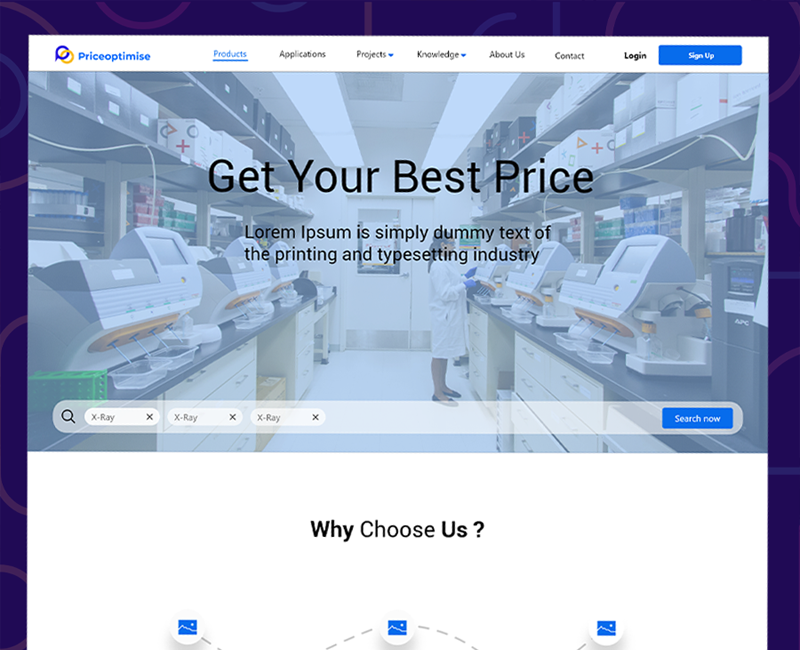 Priceoptimise
Products
Applications
Projects
Knowledge
About Us
Contact
Login
Sign Up
Get Your Best Price
Lorem Ipsum is simply dummy text of
the printing and typesetting industry
APC
X-Ray
X-Ray
X-Ray
Search now
Why Choose Us ?